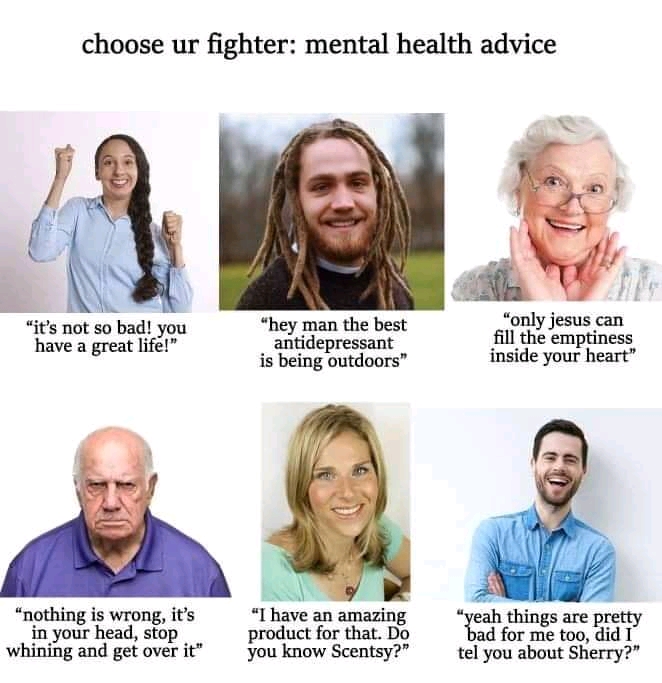 choose ur fighter: mental health advice
“it’s not so bad! you
have a great life!”
“hey man the best
antidepressant
is being outdoors”
“only jesus can
fill the emptiness
inside your heart”
“nothing is wrong, it’s
in your head, stop
whining and get over it”
“I have an amazing
product for that. Do
you know Scentsy?”
“yeah things are pretty
bad for me too, did I
tel you about Sherry?”